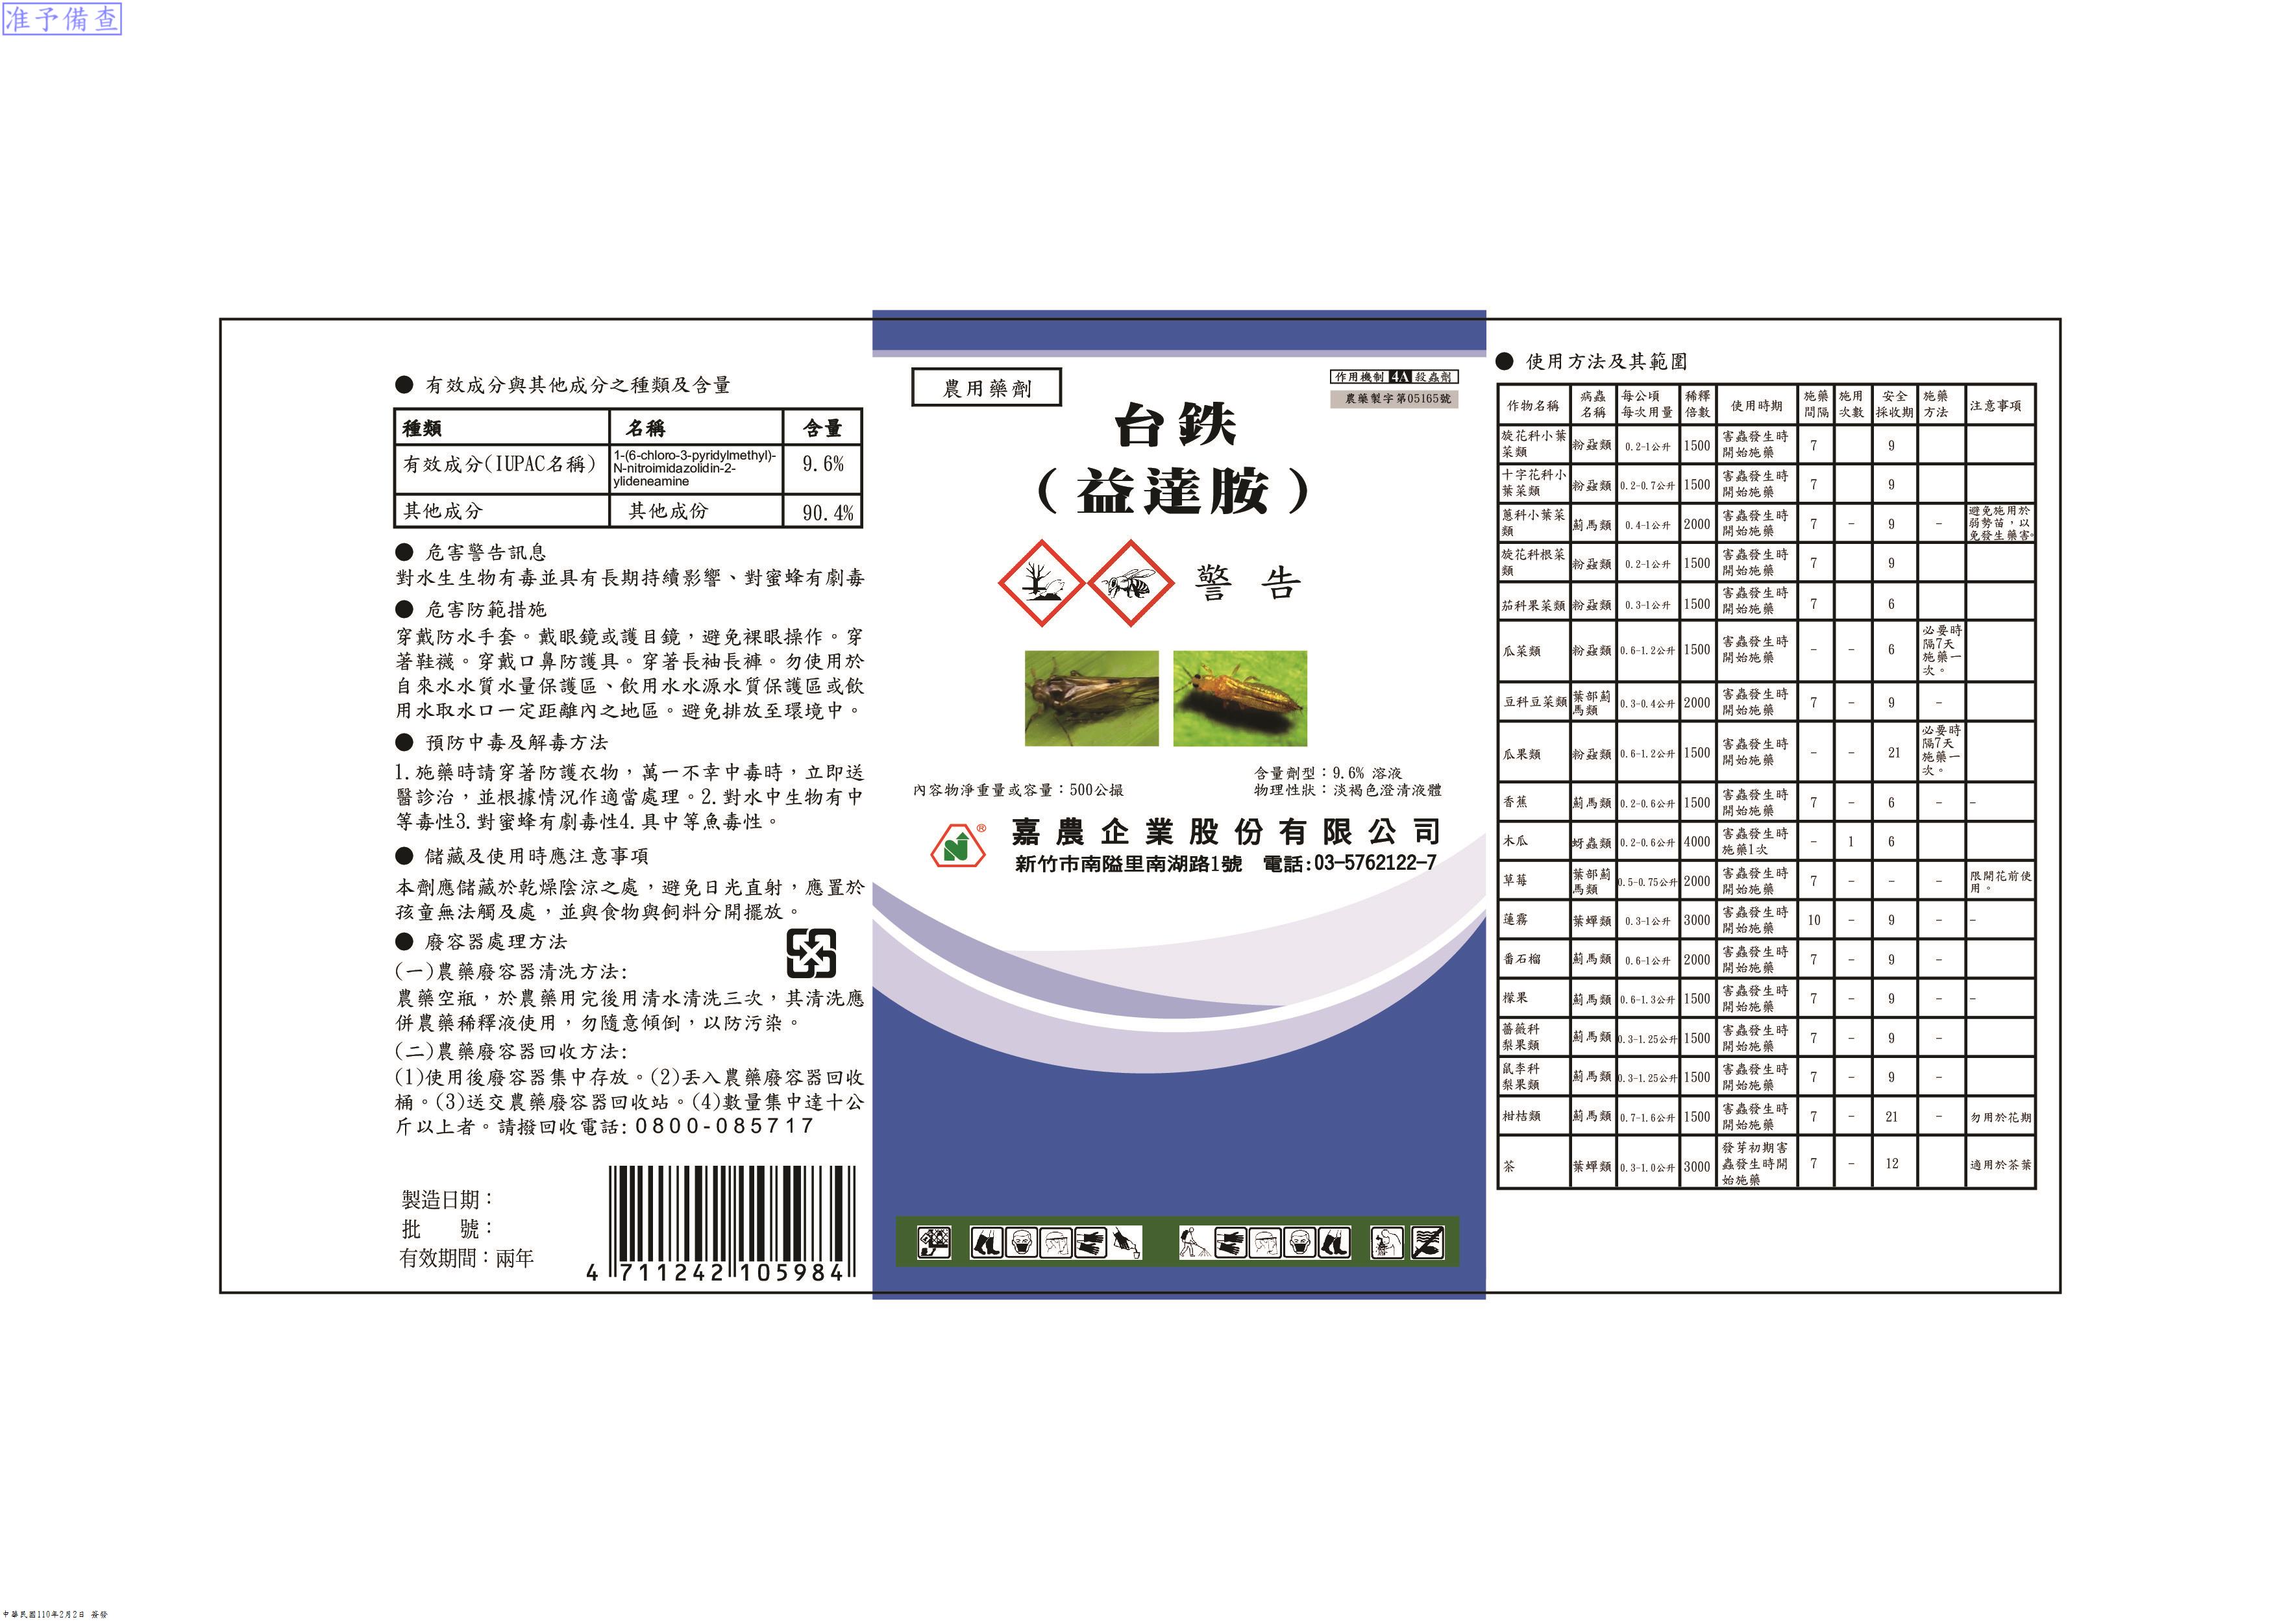 准予備查
● 有效成分與其他成分之種類及含量
種類 名稱 含量
有效成分(IUPAC名稱) 1-(6-chloro-3-pyridylmethyl)-N-nitroimidazolidin-2-ylideneamine 9.6%
其他成分 其他成份 90.4%
● 危害警告訊息
對水生生物有毒並具有長期持續影響、對蜜蜂有劇毒
● 危害防範措施
穿戴防水手套。戴眼鏡或護目鏡，避免裸眼操作。穿
著鞋襪。穿戴口鼻防護具。穿著長袖長褲。勿使用於
自來水水質水量保護區、飲用水水源水質保護區或飲
用水取水口一定距離內之地區。避免排放至環境中。
● 預防中毒及解毒方法
1.施藥時請穿著防護衣物，萬一不幸中毒時，立即送
醫診治，並根據情況作適當處理。2.對水中生物有中
等毒性3.對蜜蜂有劇毒性4.具中等魚毒性。
● 儲藏及使用時應注意事項
本劑應儲藏於乾燥陰涼之處，避免日光直射，應置於
孩童無法觸及處，並與食物與飼料分開擺放。
● 廢容器處理方法
(一)農藥廢容器清洗方法:
農藥空瓶，於農藥用完後用清水清洗三次，其清洗應
併農藥稀釋液使用，勿隨意傾倒，以防污染。
(二)農藥廢容器回收方法:
(1)使用後廢容器集中存放。(2)丟入農藥廢容器回收
桶。(3)送交農藥廢容器回收站。(4)數量集中達十公
斤以上者。請撥回收電話:0800-085717
製造日期：
批　號：
有效期間：兩年
4 711242 105984
農用藥劑
作用機制 4A 殺蟲劑
農藥製字第05165號
台鉄
（益達胺）
警告
內容物淨重量或容量：500公撮
含量劑型：9.6% 溶液
物理性狀：淡褐色澄清液體
®
嘉農企業股份有限公司
新竹市南隘里南湖路1號 電話:03-5762122-7
● 使用方法及其範圍
作物名稱 病蟲名稱 每公頃每次用量 稀釋倍數 使用時期 施藥間隔 施用次數 安全採收期 施藥方法 注意事項
旋花科小葉菜類 粉蝨類 0.2-1公升 1500 害蟲發生時開始施藥 7 9
十字花科小葉菜類 粉蝨類 0.2-0.7公升 1500 害蟲發生時開始施藥 7 9
蔥科小葉菜類 薊馬類 0.4-1公升 2000 害蟲發生時開始施藥 7 - 9 - 避免施用於弱勢苗，以免發生藥害。
旋花科根菜類 粉蝨類 0.2-1公升 1500 害蟲發生時開始施藥 7 9
茄科果菜類 粉蝨類 0.3-1公升 1500 害蟲發生時開始施藥 7 6
瓜菜類 粉蝨類 0.6-1.2公升 1500 害蟲發生時開始施藥 - - 6 必要時隔7天施藥一次。
豆科豆菜類 葉部薊馬類 0.3-0.4公升 2000 害蟲發生時開始施藥 7 - 9 -
瓜果類 粉蝨類 0.6-1.2公升 1500 害蟲發生時開始施藥 - - 21 必要時隔7天施藥一次。
香蕉 薊馬類 0.2-0.6公升 1500 害蟲發生時開始施藥 7 - 6 - -
木瓜 蚜蟲類 0.2-0.6公升 4000 害蟲發生時施藥1次 - 1 6
草莓 葉部薊馬類 0.5-0.75公升 2000 害蟲發生時開始施藥 7 - - - 限開花前使用。
蓮霧 葉蟬類 0.3-1公升 3000 害蟲發生時開始施藥 10 - 9 - -
番石榴 薊馬類 0.6-1公升 2000 害蟲發生時開始施藥 7 - 9 -
檬果 薊馬類 0.6-1.3公升 1500 害蟲發生時開始施藥 7 - 9 - -
薔薇科梨果類 薊馬類 0.3-1.25公升 1500 害蟲發生時開始施藥 7 - 9 -
鼠李科梨果類 薊馬類 0.3-1.25公升 1500 害蟲發生時開始施藥 7 - 9 -
柑桔類 薊馬類 0.7-1.6公升 1500 害蟲發生時開始施藥 7 - 21 - 勿用於花期
茶 葉蟬類 0.3-1.0公升 3000 發芽初期害蟲發生時開始施藥 7 - 12 適用於茶葉
中華民國110年2月2日 簽發